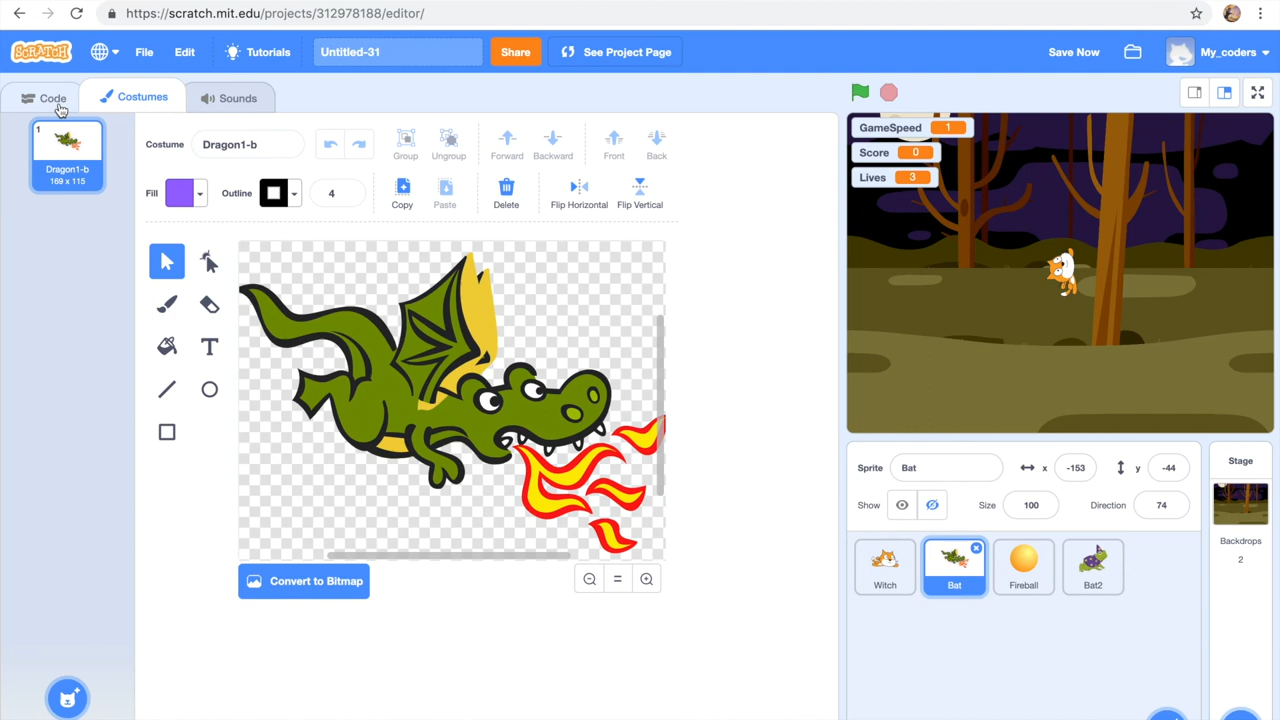 https://scratch.mit.edu/projects/312978188/editor/
SCRATCH File Edit Tutorials Untitled-31 Share See Project Page Save Now My_coders
Code Costumes Sounds
1
Dragon1-b
169 x 115
Costume Dragon1-b
Group Ungroup Forward Backward Front Back
Fill Outline 4
Copy Paste Delete Flip Horizontal Flip Vertical
T
Convert to Bitmap
GameSpeed 1
Score 0
Lives 3
Sprite Bat x -153 y -44
Show Size 100 Direction 74
Witch Bat Fireball Bat2
Stage
Backdrops
2